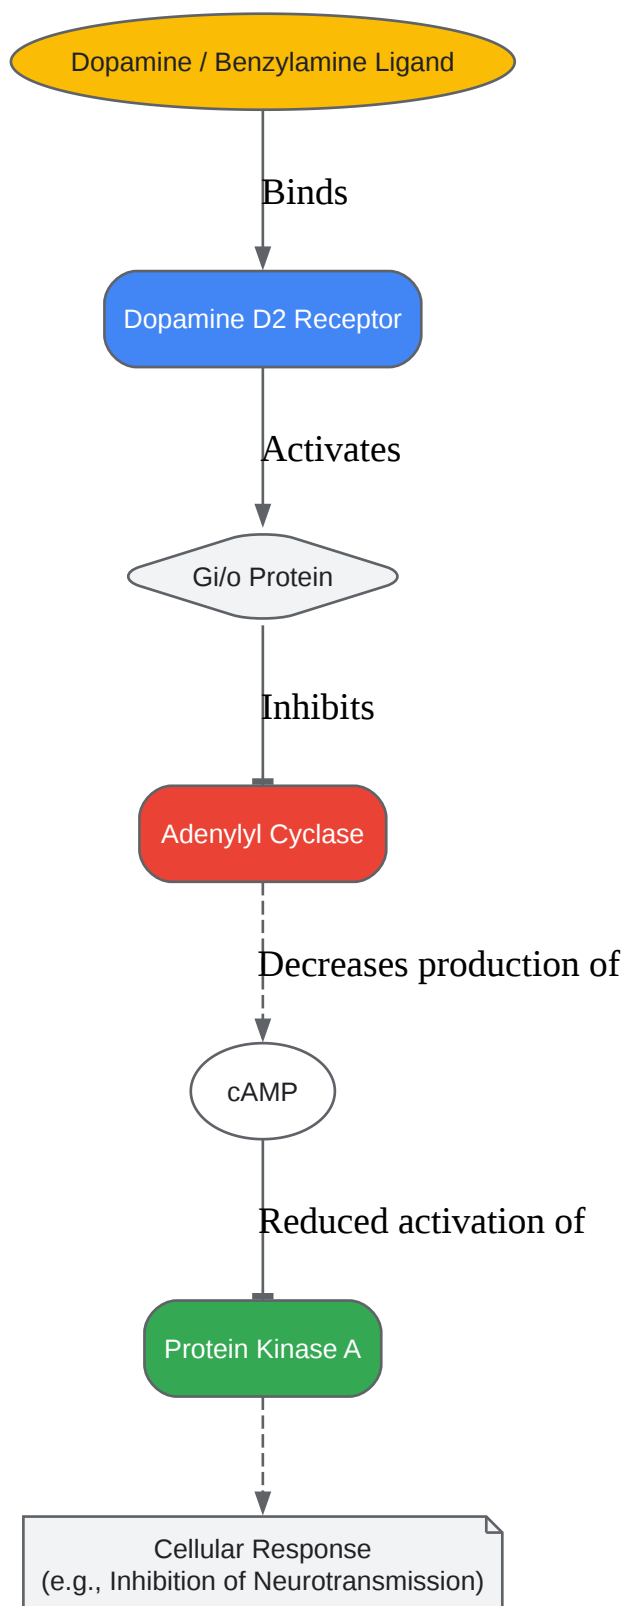 Dopamine / Benzylamine Ligand
Binds
Dopamine D2 Receptor
Activates
Gi/o Protein
Inhibits
Adenylyl Cyclase
Decreases production of
cAMP
Reduced activation of
Protein Kinase A
Cellular Response
(e.g., Inhibition of Neurotransmission)